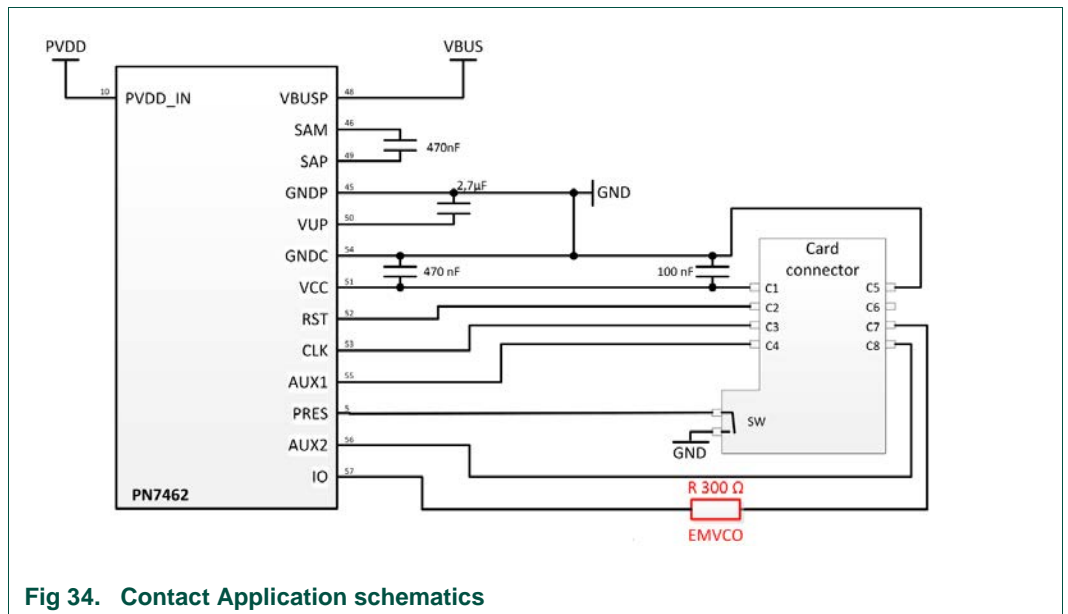 PVDD
VBUS
10
PVDD_IN
VBUSP
48
SAM
46
470nF
SAP
49
GNDP
45
2,7µF
GND
VUP
50
GNDC
54
470 nF
100 nF
Card
connector
VCC
51
C1
C5
RST
52
C2
C6
CLK
53
C3
C7
C4
C8
AUX1
55
PRES
5
SW
AUX2
56
GND
IO
57
PN7462
R 300 Ω
EMVCO
Fig 34. Contact Application schematics